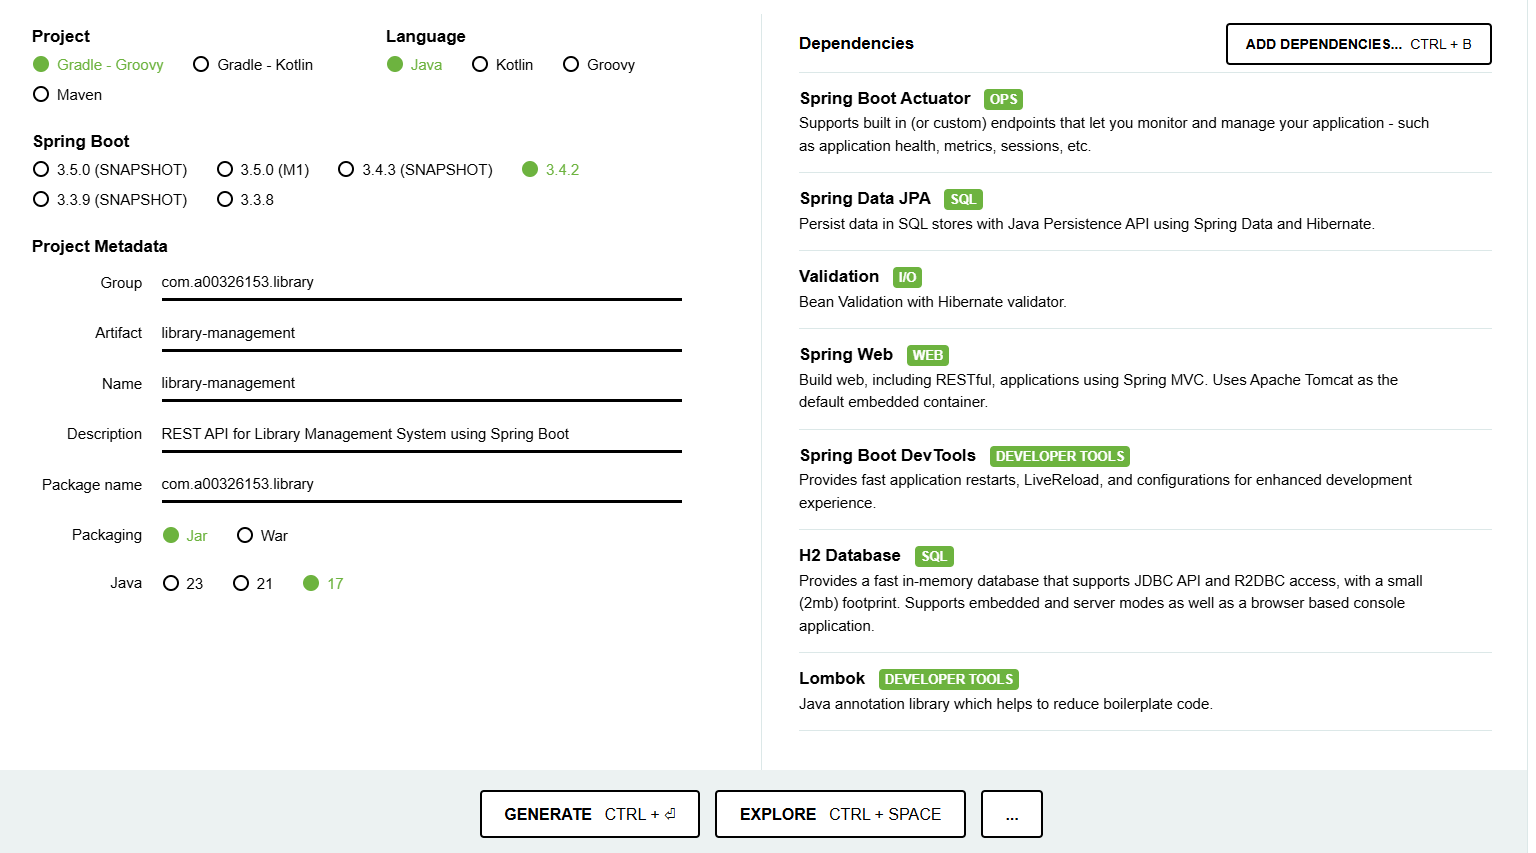 Project
Gradle - Groovy Gradle - Kotlin
Maven
Language
Java Kotlin Groovy
Spring Boot
3.5.0 (SNAPSHOT) 3.5.0 (M1) 3.4.3 (SNAPSHOT) 3.4.2
3.3.9 (SNAPSHOT) 3.3.8
Project Metadata
Group com.a00326153.library
Artifact library-management
Name library-management
Description REST API for Library Management System using Spring Boot
Package name com.a00326153.library
Packaging Jar War
Java 23 21 17
Dependencies ADD DEPENDENCIES... CTRL + B
Spring Boot Actuator OPS
Supports built in (or custom) endpoints that let you monitor and manage your application - such
as application health, metrics, sessions, etc.
Spring Data JPA SQL
Persist data in SQL stores with Java Persistence API using Spring Data and Hibernate.
Validation I/O
Bean Validation with Hibernate validator.
Spring Web WEB
Build web, including RESTful, applications using Spring MVC. Uses Apache Tomcat as the
default embedded container.
Spring Boot DevTools DEVELOPER TOOLS
Provides fast application restarts, LiveReload, and configurations for enhanced development
experience.
H2 Database SQL
Provides a fast in-memory database that supports JDBC API and R2DBC access, with a small
(2mb) footprint. Supports embedded and server modes as well as a browser based console
application.
Lombok DEVELOPER TOOLS
Java annotation library which helps to reduce boilerplate code.
GENERATE CTRL + ⏎ EXPLORE CTRL + SPACE ...